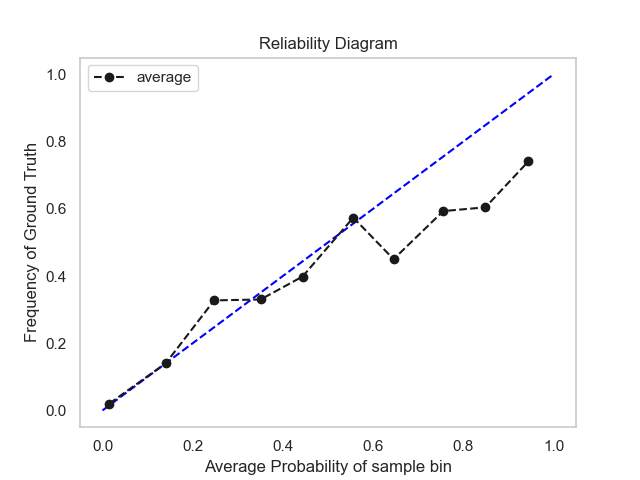 Reliability Diagram
average
Frequency of Ground Truth
1.0
0.8
0.6
0.4
0.2
0.0
0.0 0.2 0.4 0.6 0.8 1.0
Average Probability of sample bin